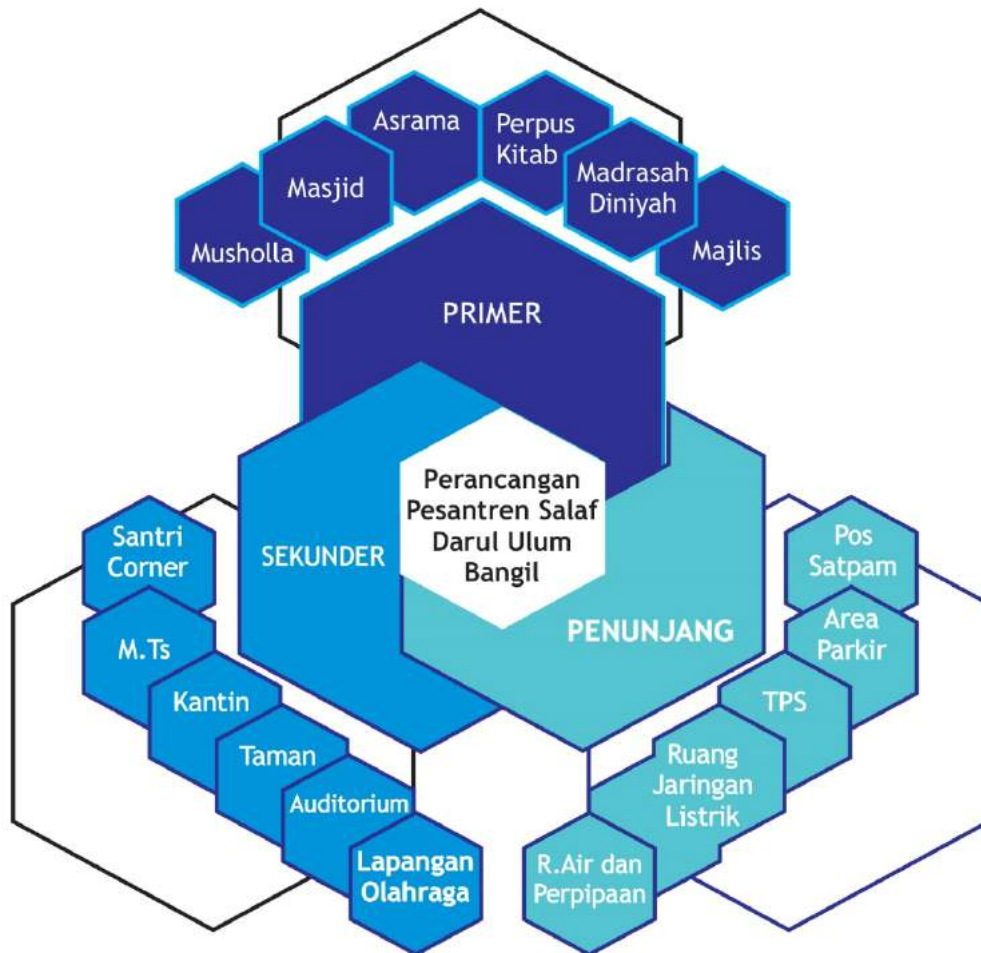 Asrama
Perpus
Kitab
Masjid
Madrasah
Diniyah
Musholla
Majlis
PRIMER
Perancangan
Pesantren Salaf
Darul Ulum
Bangil
SEKUNDER
PENUNJANG
Santri
Corner
M.Ts
Kantin
Taman
Auditorium
Lapangan
Olahraga
Pos
Satpam
Area
Parkir
TPS
Ruang
Jaringan
Listrik
R.Air dan
Perpipaan